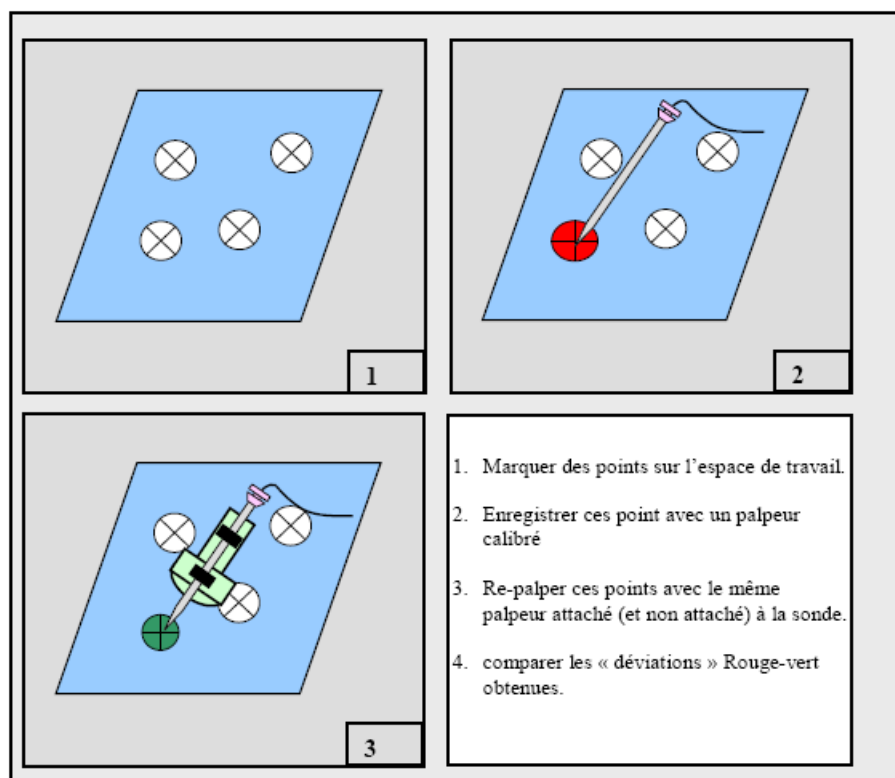 1
2
3
1. Marquer des points sur l’espace de travail.
2. Enregistrer ces point avec un palpeur
calibré
3. Re-palper ces points avec le même
palpeur attaché (et non attaché) à la sonde.
4. comparer les « déviations » Rouge-vert
obtenues.